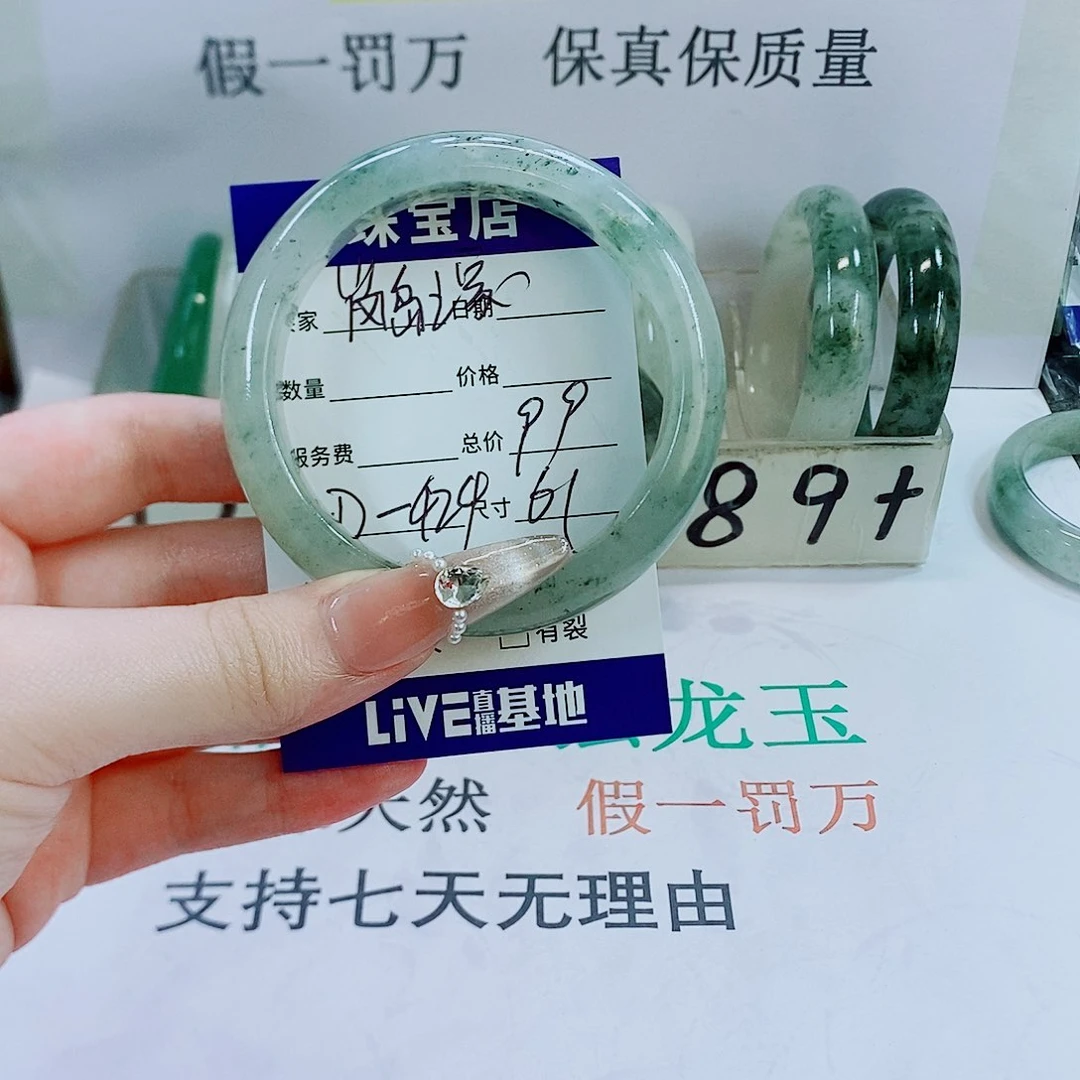 假一罚万 保真保质量
珠宝店
家
数量 价格
服务费 总价 99
D-424 尺寸 61
有裂
LiVE直播基地
89+
龙玉
天然 假一罚万
支持七天无理由